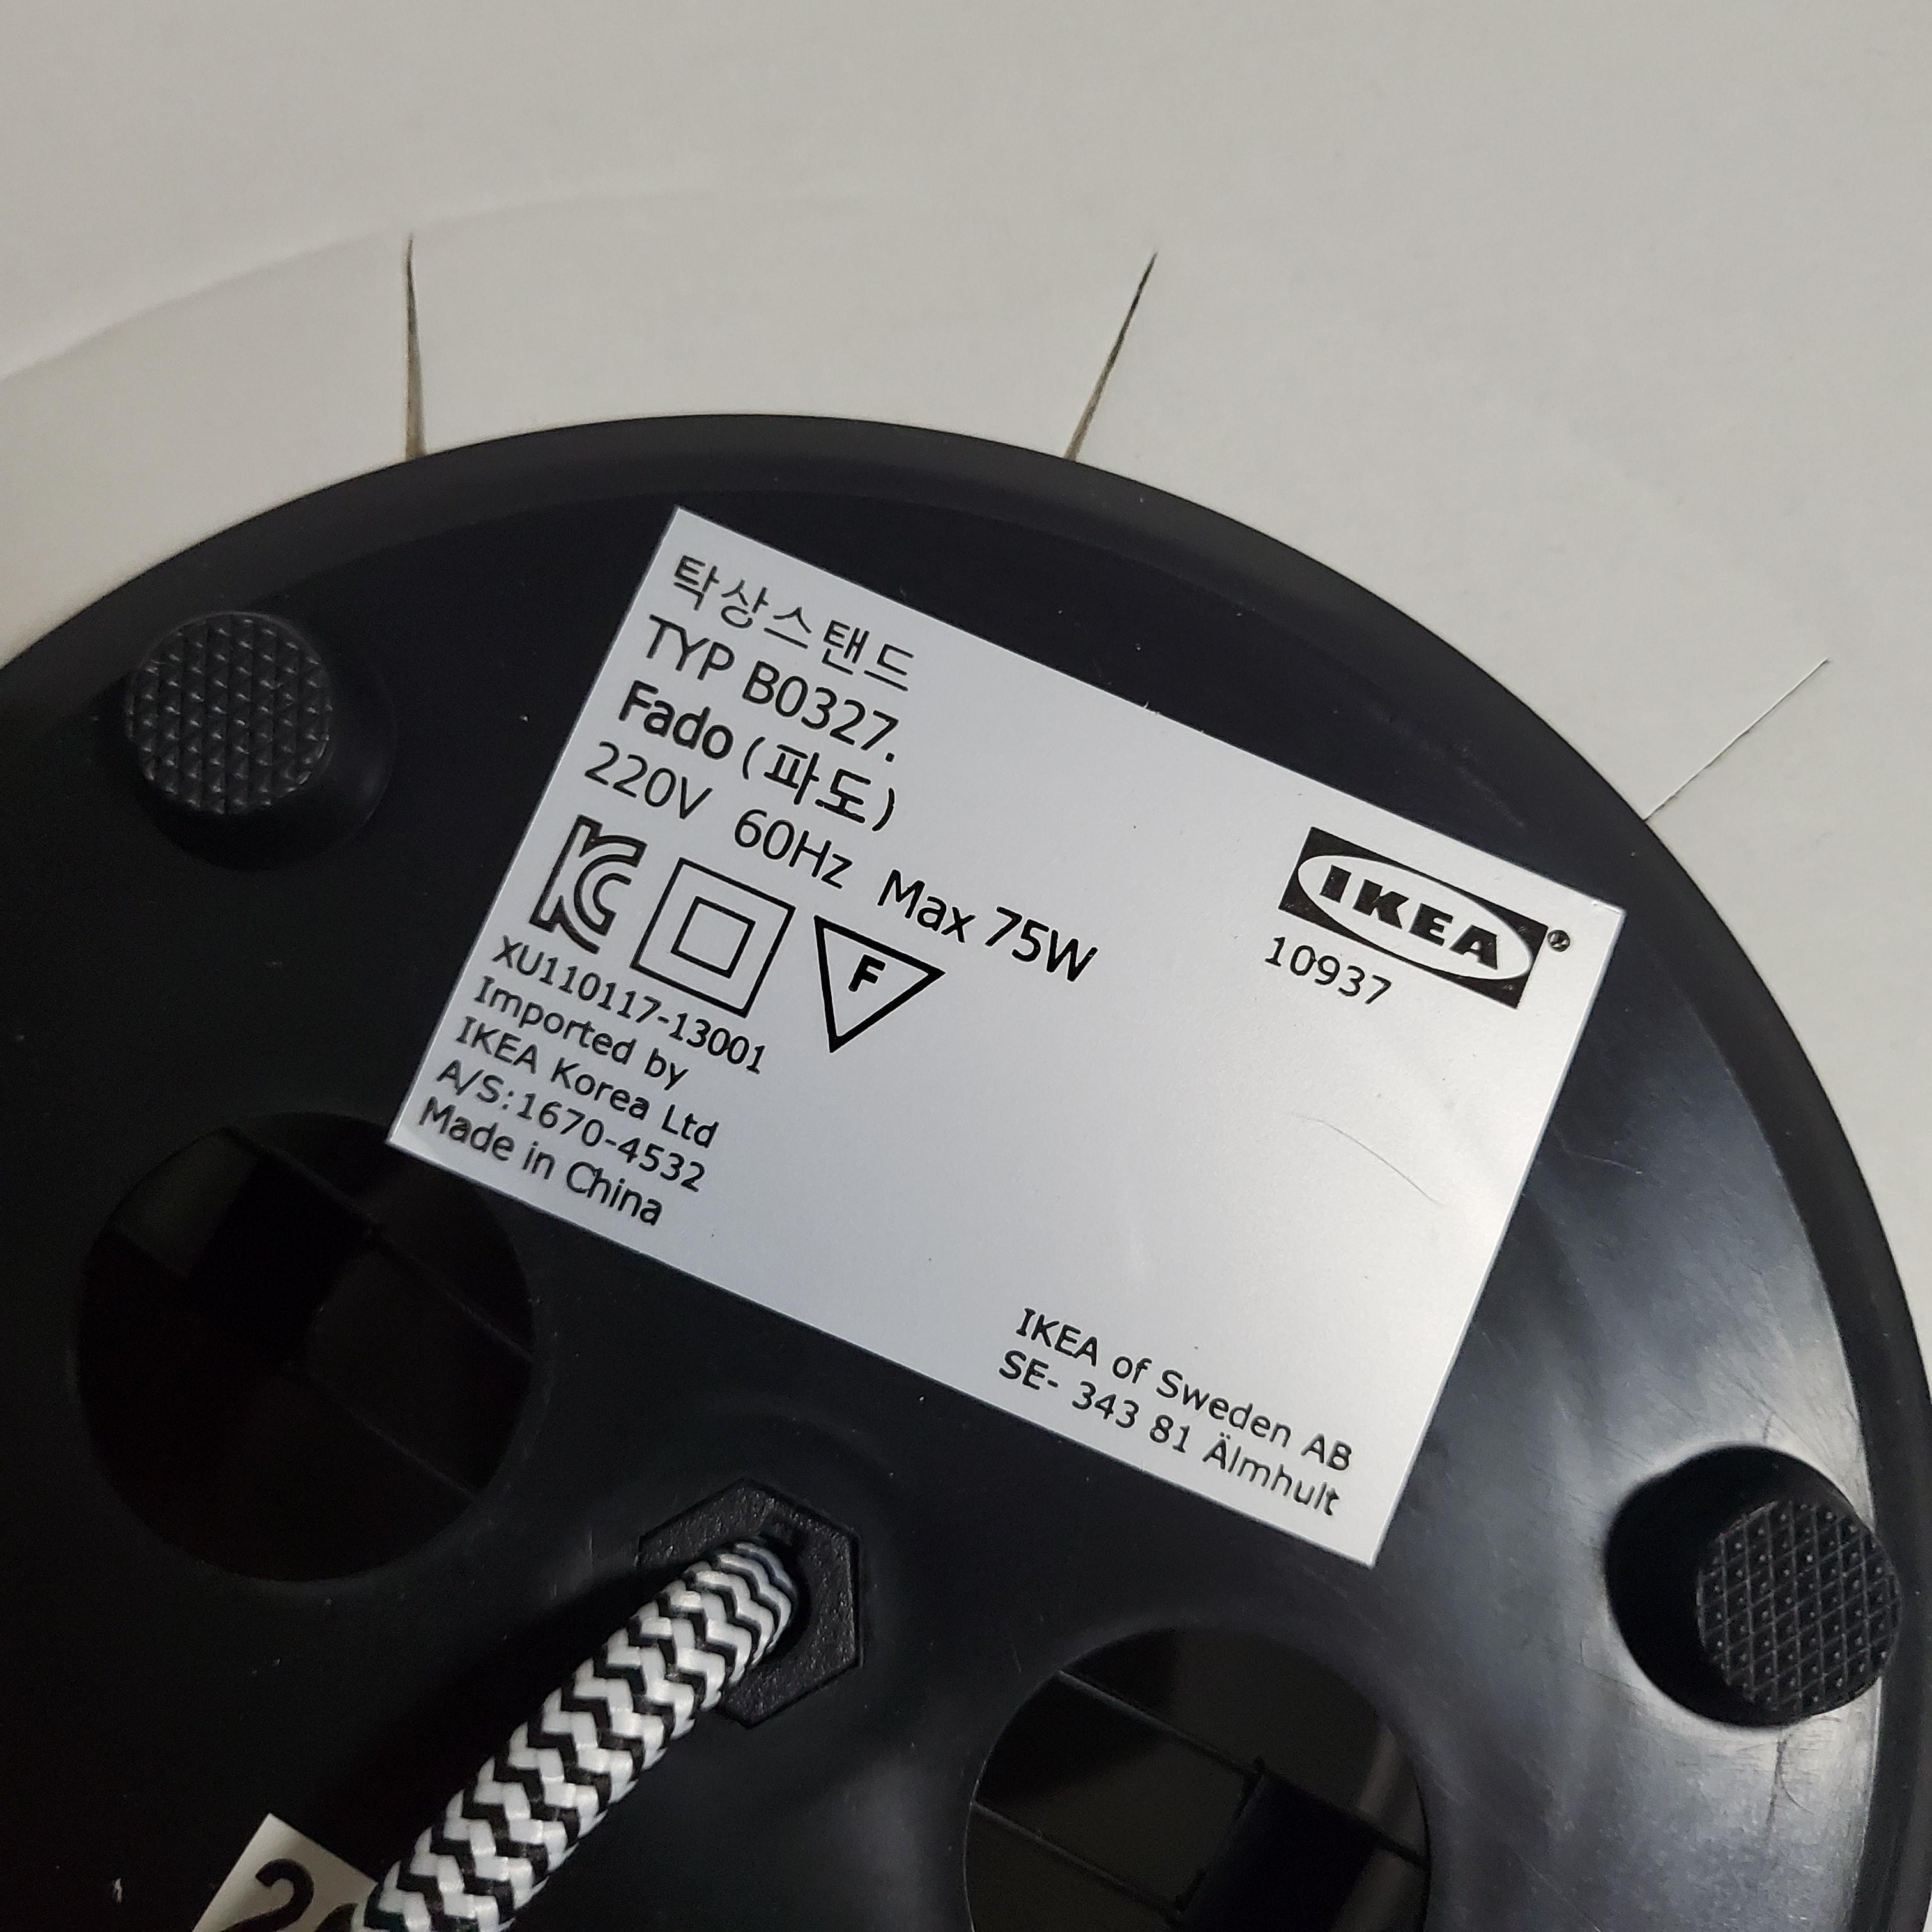 탁상스탠드
TYP B0327.
Fado (파도)
220V 60Hz Max 75W
KC
F
XU110117-13001
Imported by
IKEA Korea Ltd
A/S:1670-4532
Made in China
IKEA®
10937
IKEA of Sweden AB
SE- 343 81 Älmhult